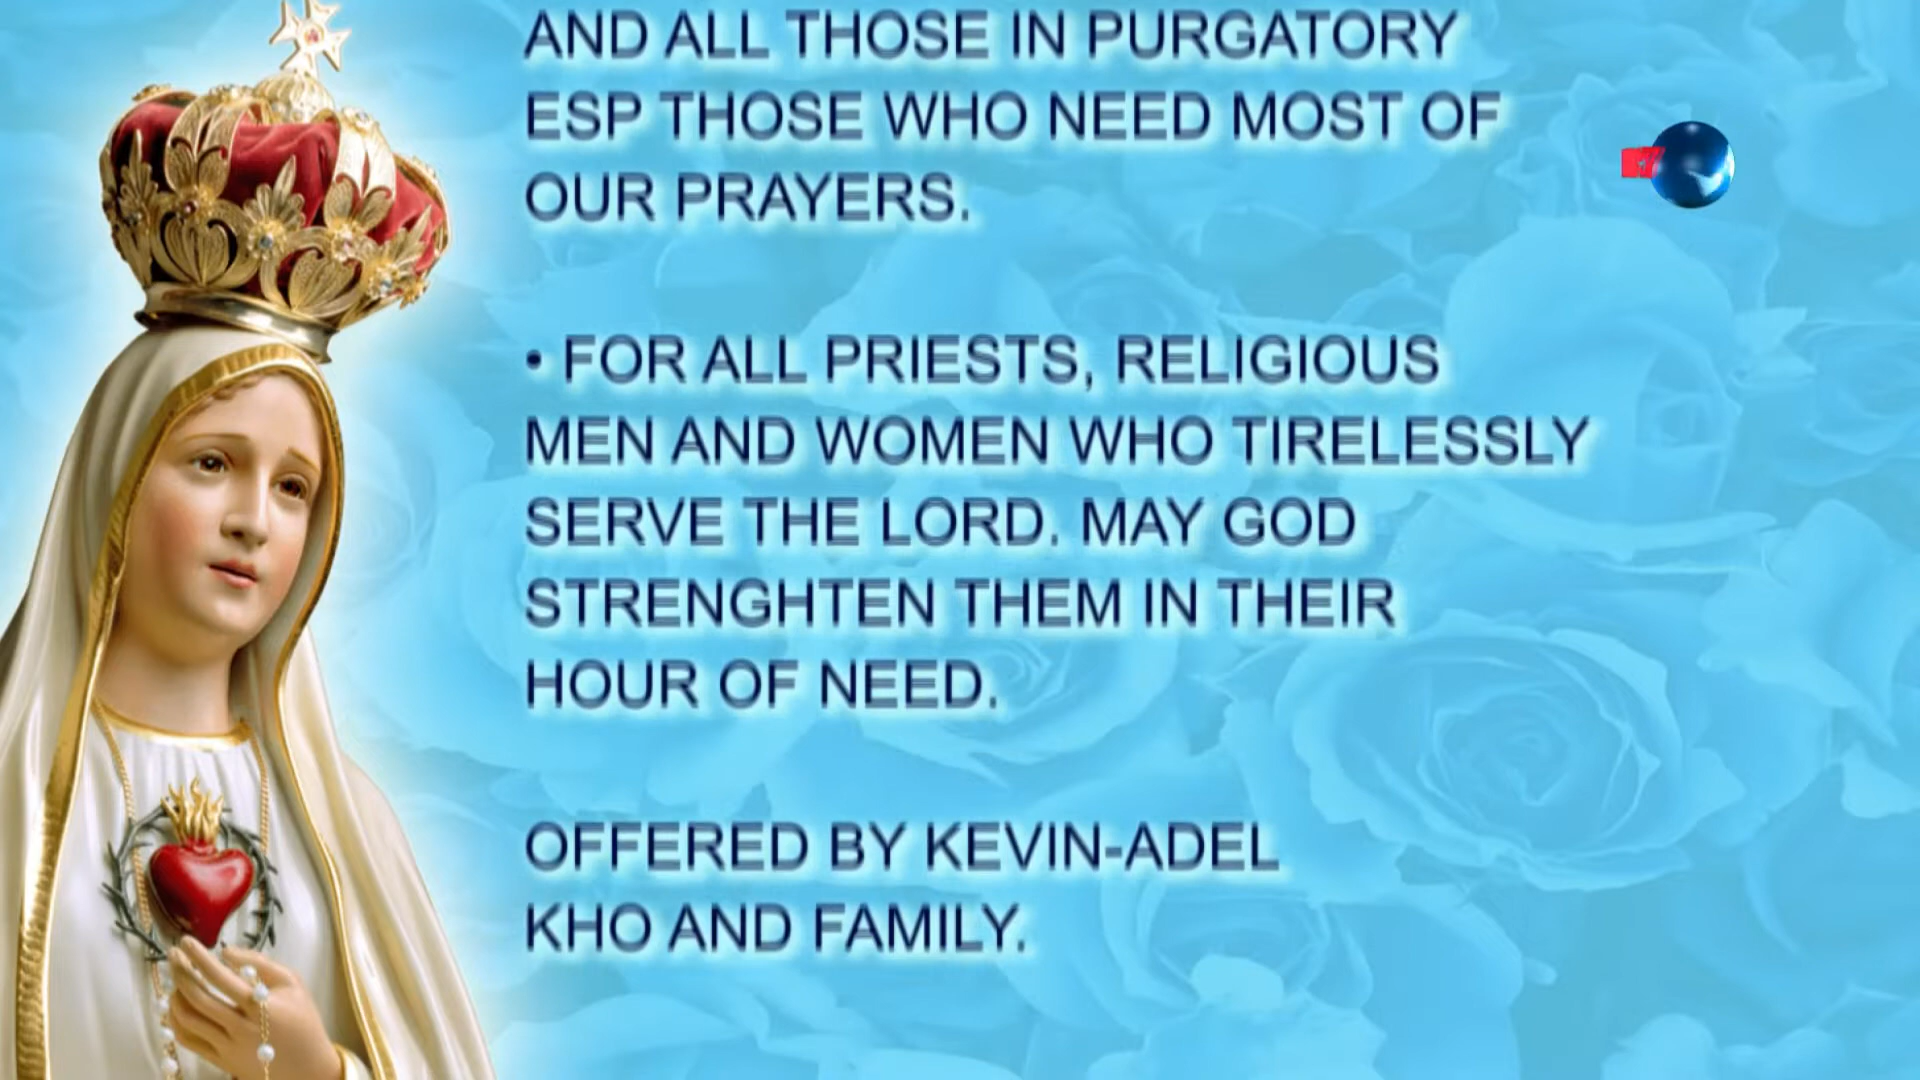 AND ALL THOSE IN PURGATORY
ESP THOSE WHO NEED MOST OF
OUR PRAYERS.
• FOR ALL PRIESTS, RELIGIOUS
MEN AND WOMEN WHO TIRELESSLY
SERVE THE LORD. MAY GOD
STRENGHTEN THEM IN THEIR
HOUR OF NEED.
OFFERED BY KEVIN-ADEL
KHO AND FAMILY.